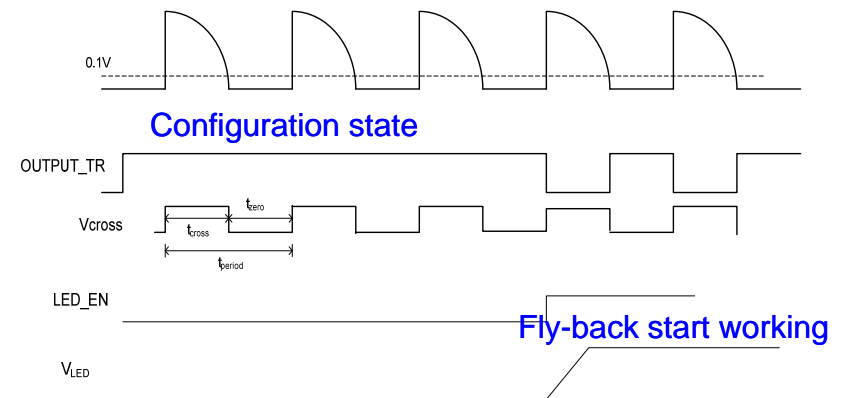 0.1V
Configuration state
OUTPUT_TR
tzero
Vcross
tcross
tperiod
LED_EN
Fly-back start working
VLED